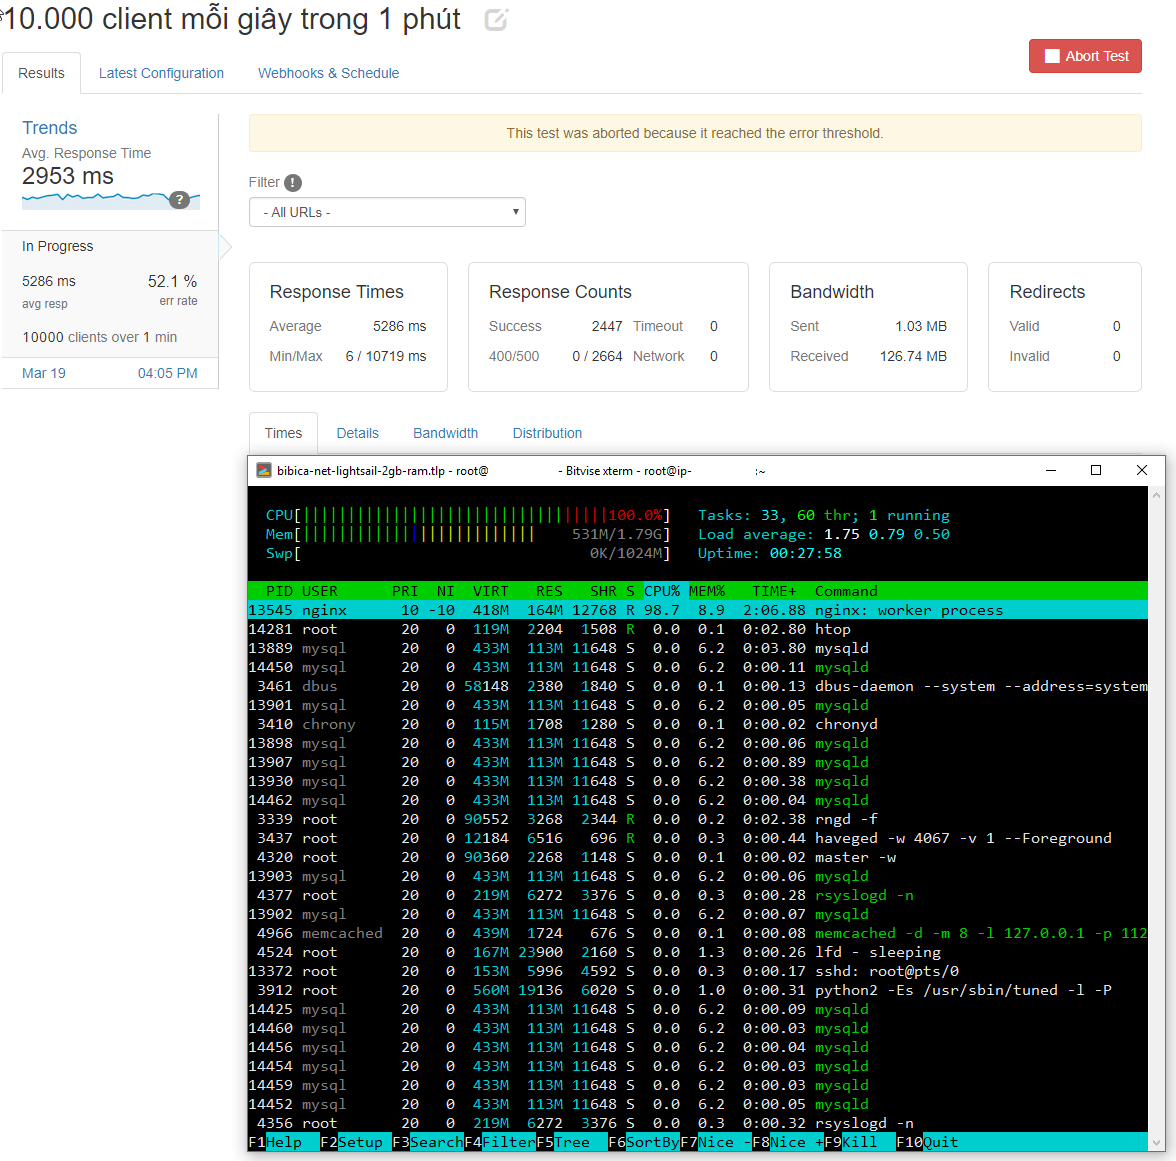 10.000 client mỗi giây trong 1 phút
Abort Test
Results Latest Configuration Webhooks & Schedule
Trends
Avg. Response Time
2953 ms
?
In Progress
5286 ms 52.1 %
avg resp err rate
10000 clients over 1 min
Mar 19 04:05 PM
This test was aborted because it reached the error threshold.
Filter !
- All URLs -
Response Times
Average 5286 ms
Min/Max 6 / 10719 ms
Response Counts
Success 2447 Timeout 0
400/500 0 / 2664 Network 0
Bandwidth
Sent 1.03 MB
Received 126.74 MB
Redirects
Valid 0
Invalid 0
Times Details Bandwidth Distribution
bibica-net-lightsail-2gb-ram.tlp - root@ - Bitvise xterm - root@ip- :~
CPU[||||||||||||||||||||||||||||||||||100.0%] Tasks: 33, 60 thr; 1 running
Mem[|||||||||||||||||||||||||| 531M/1.79G] Load average: 1.75 0.79 0.50
Swp[ 0K/1024M] Uptime: 00:27:58
PID USER PRI NI VIRT RES SHR S CPU% MEM% TIME+ Command
13545 nginx 10 -10 418M 164M 12768 R 98.7 8.9 2:06.88 nginx: worker process
14281 root 20 0 119M 2204 1508 R 0.0 0.1 0:02.80 htop
13889 mysql 20 0 433M 113M 11648 S 0.0 6.2 0:03.80 mysqld
14450 mysql 20 0 433M 113M 11648 S 0.0 6.2 0:00.11 mysqld
3461 dbus 20 0 58148 2380 1840 S 0.0 0.1 0:00.13 dbus-daemon --system --address=system
13901 mysql 20 0 433M 113M 11648 S 0.0 6.2 0:00.05 mysqld
3410 chrony 20 0 115M 1708 1280 S 0.0 0.1 0:00.02 chronyd
13898 mysql 20 0 433M 113M 11648 S 0.0 6.2 0:00.06 mysqld
13907 mysql 20 0 433M 113M 11648 S 0.0 6.2 0:00.89 mysqld
13930 mysql 20 0 433M 113M 11648 S 0.0 6.2 0:00.38 mysqld
14462 mysql 20 0 433M 113M 11648 S 0.0 6.2 0:00.04 mysqld
3339 root 20 0 90552 3268 2344 R 0.0 0.2 0:02.38 rngd -f
3437 root 20 0 12184 6516 696 R 0.0 0.3 0:00.44 haveged -w 4067 -v 1 --Foreground
4320 root 20 0 90360 2268 1148 S 0.0 0.1 0:00.02 master -w
13903 mysql 20 0 433M 113M 11648 S 0.0 6.2 0:00.06 mysqld
4377 root 20 0 219M 6272 3376 S 0.0 0.3 0:00.28 rsyslogd -n
13902 mysql 20 0 433M 113M 11648 S 0.0 6.2 0:00.07 mysqld
4966 memcached 20 0 439M 1724 676 S 0.0 0.1 0:00.08 memcached -d -m 8 -l 127.0.0.1 -p 112
4524 root 20 0 167M 23900 2160 S 0.0 1.3 0:00.26 lfd - sleeping
13372 root 20 0 153M 5996 4592 S 0.0 0.3 0:00.17 sshd: root@pts/0
3912 root 20 0 560M 19136 6020 S 0.0 1.0 0:00.31 python2 -Es /usr/sbin/tuned -l -P
14425 mysql 20 0 433M 113M 11648 S 0.0 6.2 0:00.09 mysqld
14460 mysql 20 0 433M 113M 11648 S 0.0 6.2 0:00.03 mysqld
14456 mysql 20 0 433M 113M 11648 S 0.0 6.2 0:00.04 mysqld
14454 mysql 20 0 433M 113M 11648 S 0.0 6.2 0:00.03 mysqld
14459 mysql 20 0 433M 113M 11648 S 0.0 6.2 0:00.03 mysqld
14452 mysql 20 0 433M 113M 11648 S 0.0 6.2 0:00.05 mysqld
4356 root 20 0 219M 6272 3376 S 0.0 0.3 0:00.32 rsyslogd -n
F1Help F2Setup F3SearchF4FilterF5Tree F6SortByF7Nice -F8Nice +F9Kill F10Quit